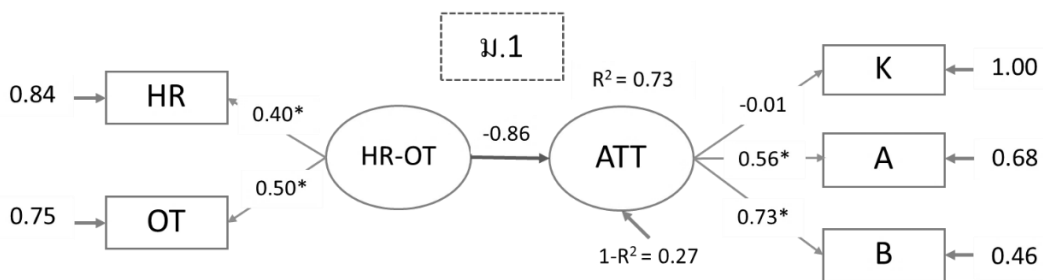 ม.1
0.84
HR
0.40*
0.75
OT
0.50*
HR-OT
-0.86
R² = 0.73
ATT
1-R² = 0.27
-0.01
K
1.00
0.56*
A
0.68
0.73*
B
0.46